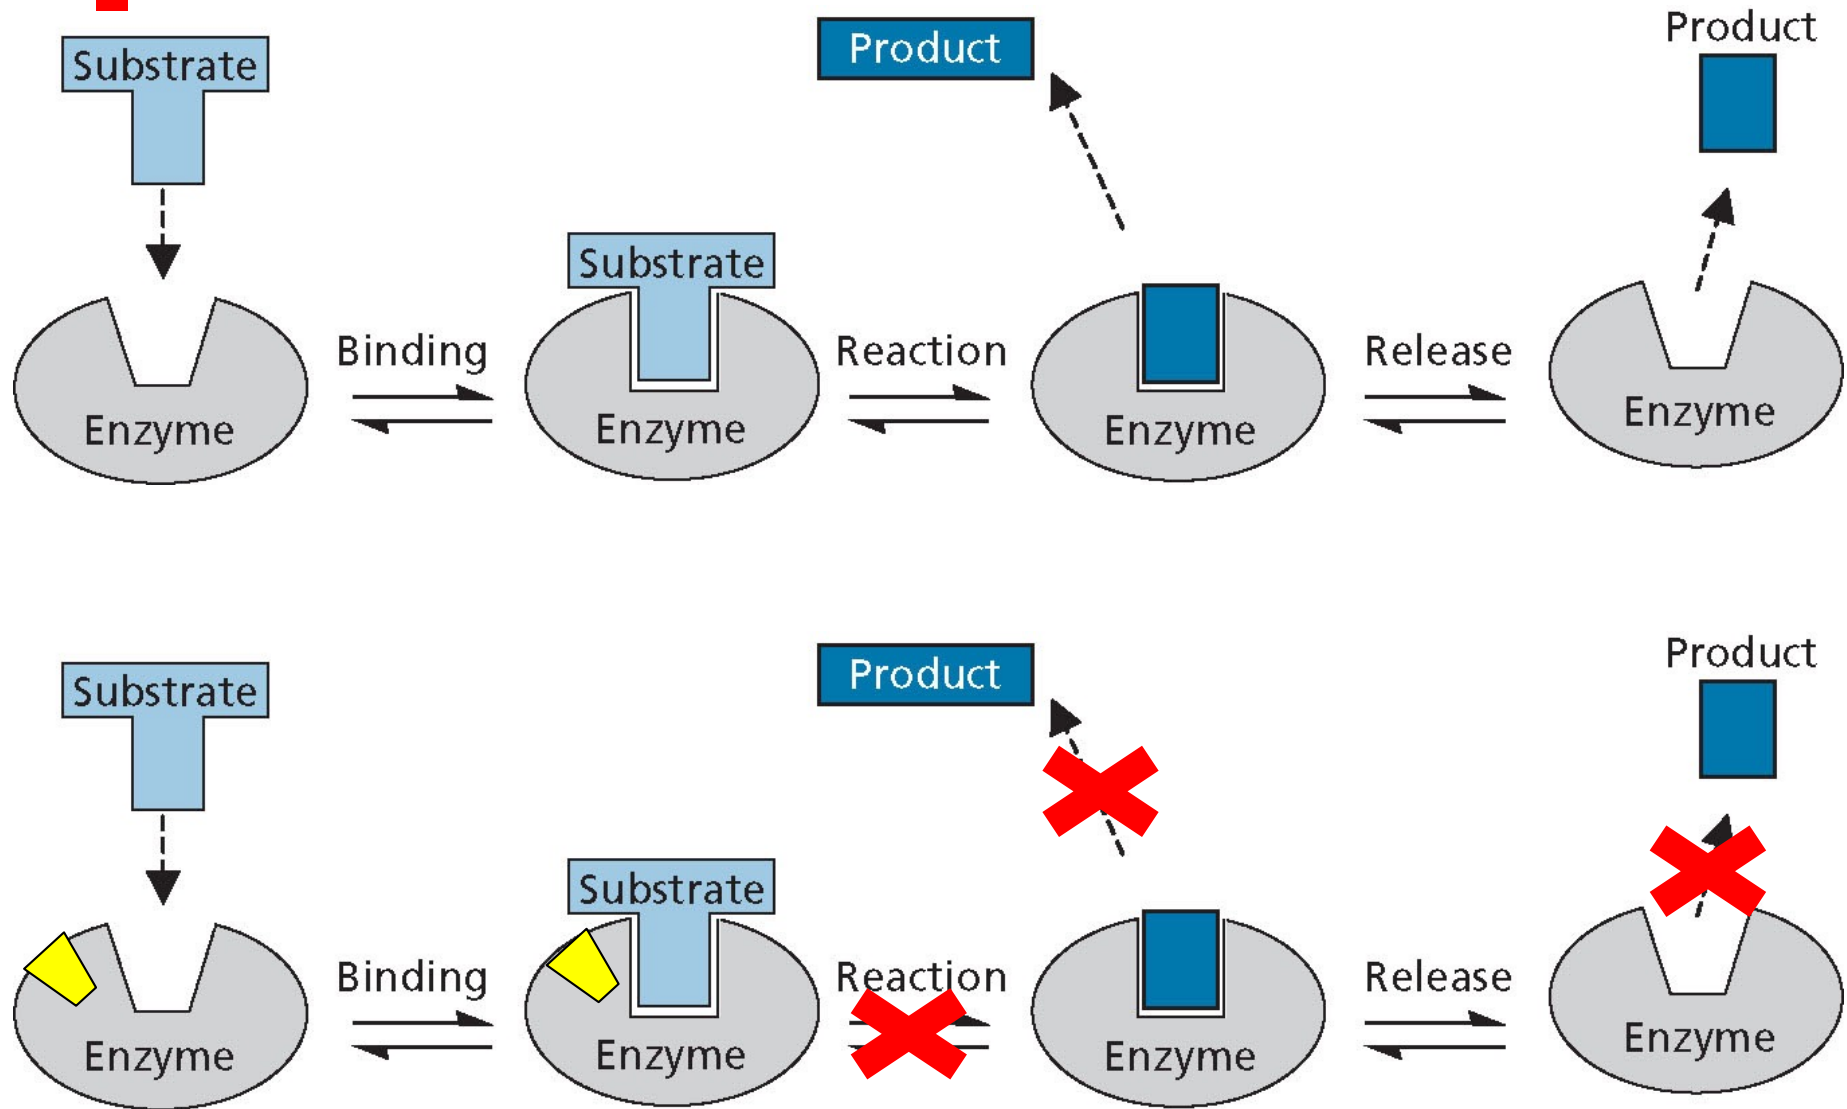 Substrate
Product
Product
Substrate
Binding
Reaction
Release
Enzyme
Enzyme
Enzyme
Enzyme
Substrate
Product
Product
Substrate
Binding
Reaction
Release
Enzyme
Enzyme
Enzyme
Enzyme